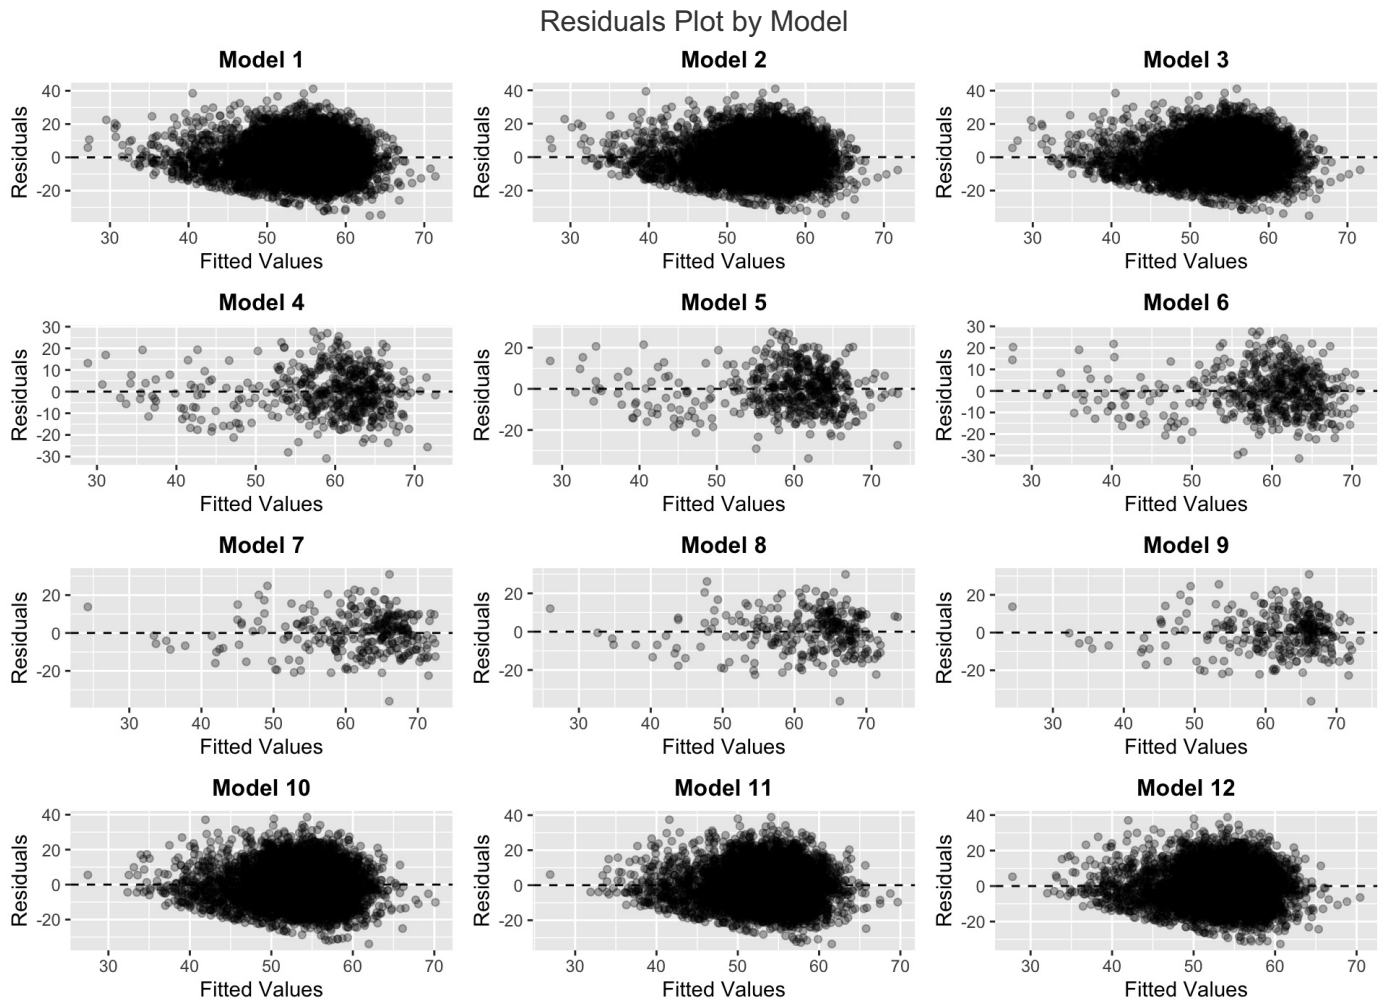 Residuals Plot by Model
Model 1
Model 2
Model 3
Residuals
40
20
0
-20
30 40 50 60 70
Fitted Values
Residuals
40
20
0
-20
30 40 50 60 70
Fitted Values
Residuals
40
20
0
-20
30 40 50 60 70
Fitted Values
Model 4
Model 5
Model 6
Residuals
30
20
10
0
-10
-20
-30
30 40 50 60 70
Fitted Values
Residuals
20
0
-20
30 40 50 60 70
Fitted Values
Residuals
30
20
10
0
-10
-20
-30
30 40 50 60 70
Fitted Values
Model 7
Model 8
Model 9
Residuals
20
0
-20
30 40 50 60 70
Fitted Values
Residuals
20
0
-20
30 40 50 60 70
Fitted Values
Residuals
20
0
-20
30 40 50 60 70
Fitted Values
Model 10
Model 11
Model 12
Residuals
40
20
0
-20
30 40 50 60 70
Fitted Values
Residuals
40
20
0
-20
30 40 50 60 70
Fitted Values
Residuals
40
20
0
-20
30 40 50 60 70
Fitted Values